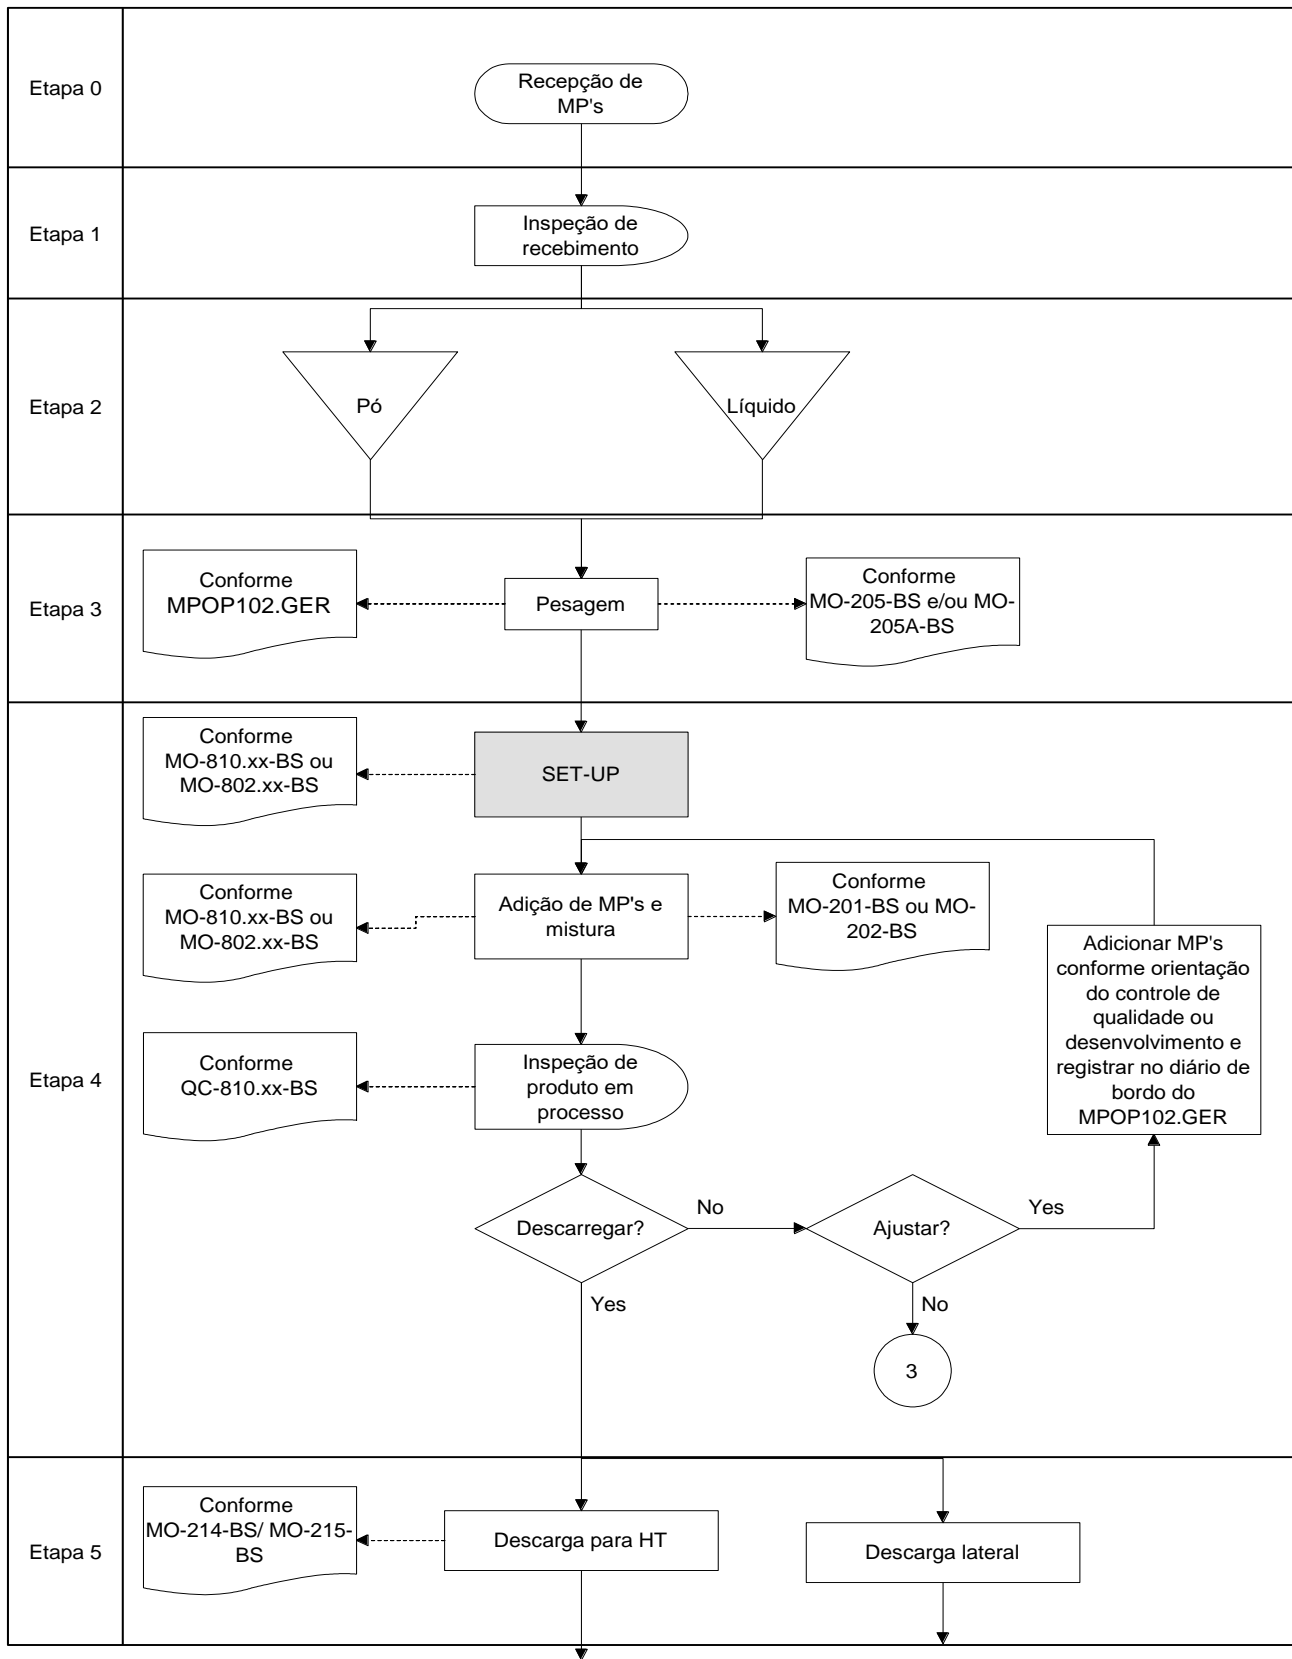 Etapa 0
Recepção de
MP's
Etapa 1
Inspeção de
recebimento
Etapa 2
Pó
Líquido
Etapa 3
Conforme
MPOP102.GER
Pesagem
Conforme
MO-205-BS e/ou MO-
205A-BS
Etapa 4
Conforme
MO-810.xx-BS ou
MO-802.xx-BS
SET-UP
Conforme
MO-810.xx-BS ou
MO-802.xx-BS
Adição de MP's e
mistura
Conforme
MO-201-BS ou MO-
202-BS
Adicionar MP's
conforme orientação
do controle de
qualidade ou
desenvolvimento e
registrar no diário de
bordo do
MPOP102.GER
Conforme
QC-810.xx-BS
Inspeção de
produto em
processo
Descarregar?
No
Ajustar?
Yes
Yes
No
3
Etapa 5
Conforme
MO-214-BS/ MO-215-
BS
Descarga para HT
Descarga lateral